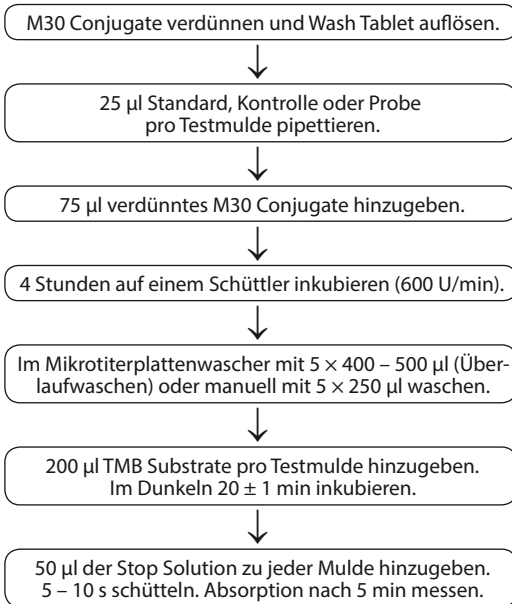 M30 Conjugate verdünnen und Wash Tablet auflösen.
25 µl Standard, Kontrolle oder Probe
pro Testmulde pipettieren.
75 µl verdünntes M30 Conjugate hinzugeben.
4 Stunden auf einem Schüttler inkubieren (600 U/min).
Im Mikrotiterplattenwascher mit 5 × 400 – 500 µl (Über-
laufwaschen) oder manuell mit 5 × 250 µl waschen.
200 µl TMB Substrate pro Testmulde hinzugeben.
Im Dunkeln 20 ± 1 min inkubieren.
50 µl der Stop Solution zu jeder Mulde hinzugeben.
5 – 10 s schütteln. Absorption nach 5 min messen.